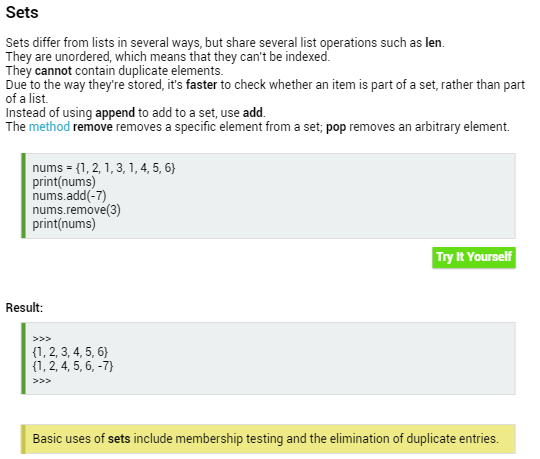 Sets
Sets differ from lists in several ways, but share several list operations such as len.
They are unordered, which means that they can't be indexed.
They cannot contain duplicate elements.
Due to the way they're stored, it's faster to check whether an item is part of a set, rather than part
of a list.
Instead of using append to add to a set, use add.
The method remove removes a specific element from a set; pop removes an arbitrary element.
nums = {1, 2, 1, 3, 1, 4, 5, 6}
print(nums)
nums.add(-7)
nums.remove(3)
print(nums)
Try It Yourself
Result:
>>>
{1, 2, 3, 4, 5, 6}
{1, 2, 4, 5, 6, -7}
>>>
Basic uses of sets include membership testing and the elimination of duplicate entries.